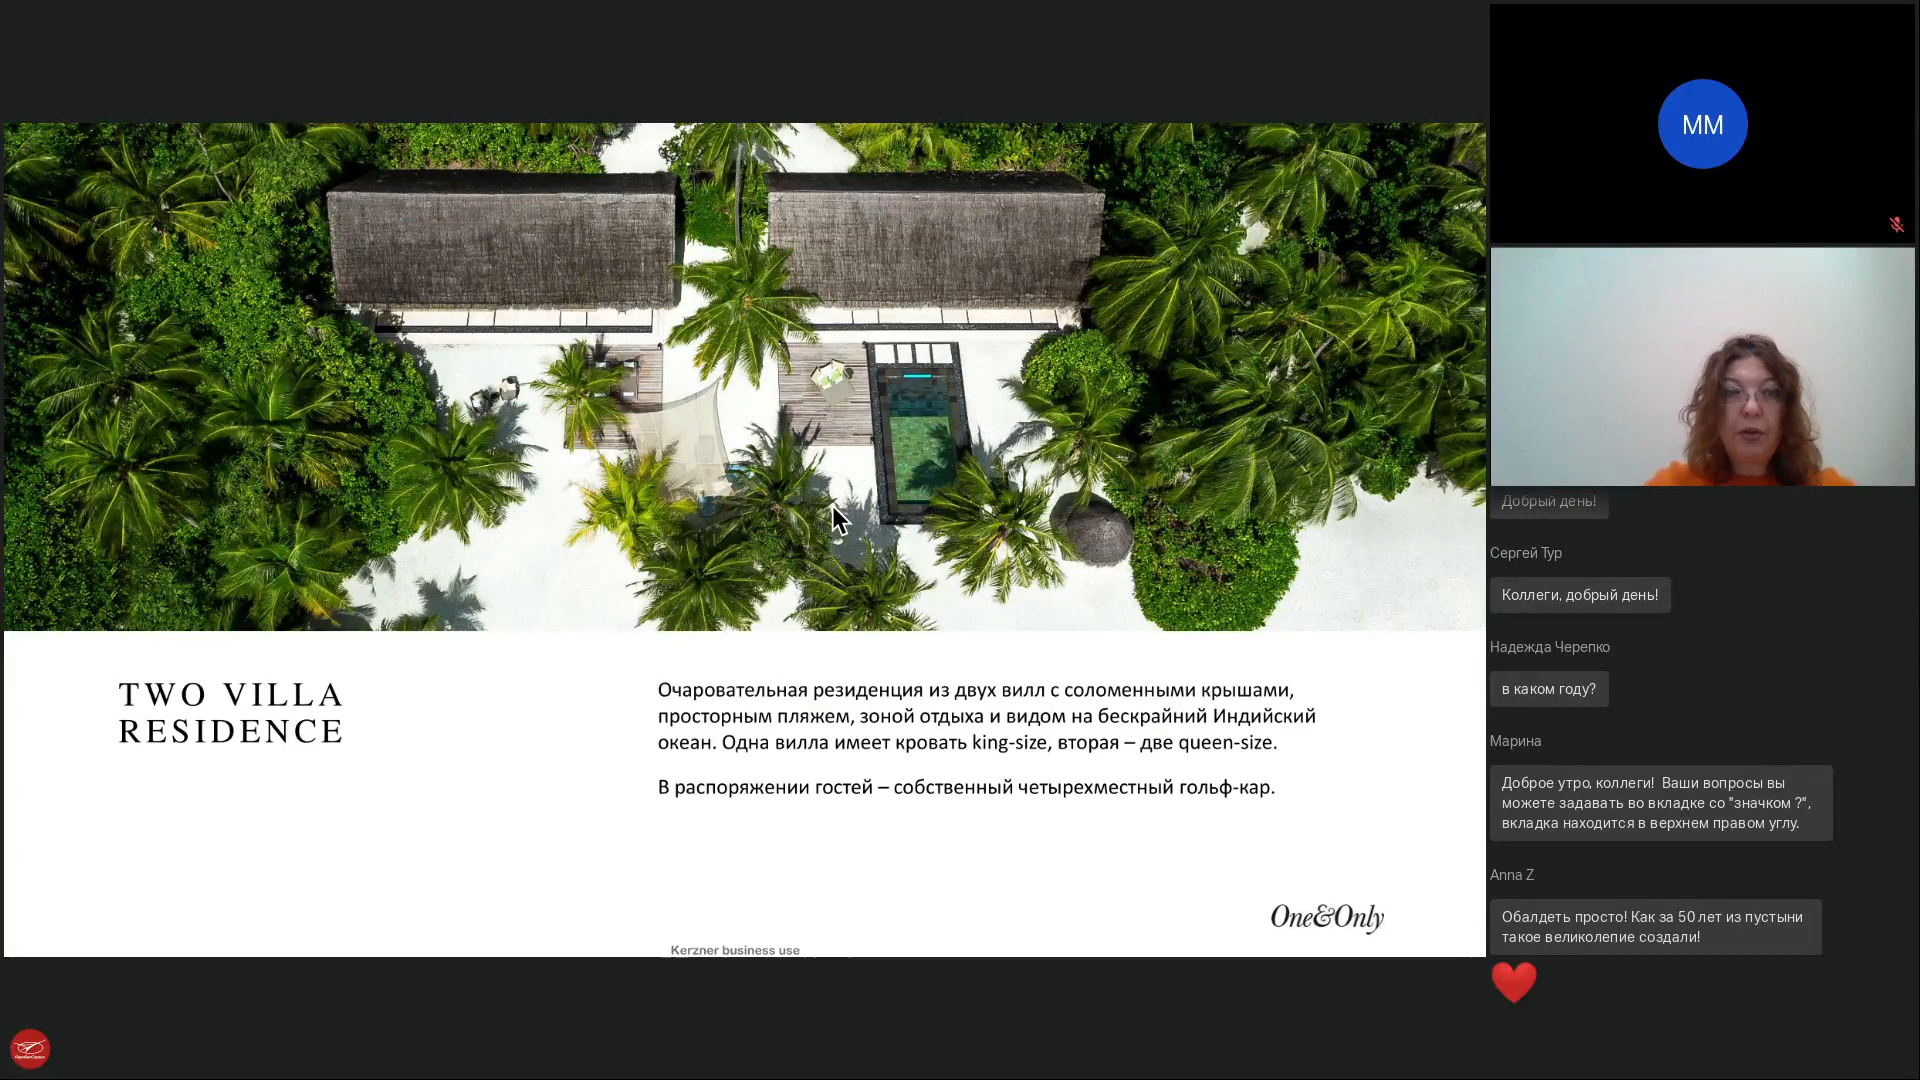 TWO VILLA
RESIDENCE
Очаровательная резиденция из двух вилл с соломенными крышами,
просторным пляжем, зоной отдыха и видом на бескрайний Индийский
океан. Одна вилла имеет кровать king-size, вторая – две queen-size.
В распоряжении гостей – собственный четырехместный гольф-кар.
One&Only
Kerzner business use
MM
Добрый день!
Сергей Тур
Коллеги, добрый день!
Надежда Черепко
в каком году?
Марина
Доброе утро, коллеги! Ваши вопросы вы
можете задавать во вкладке со "значком ?",
вкладка находится в верхнем правом углу.
Anna Z
Обалдеть просто! Как за 50 лет из пустыни
такое великолепие создали!